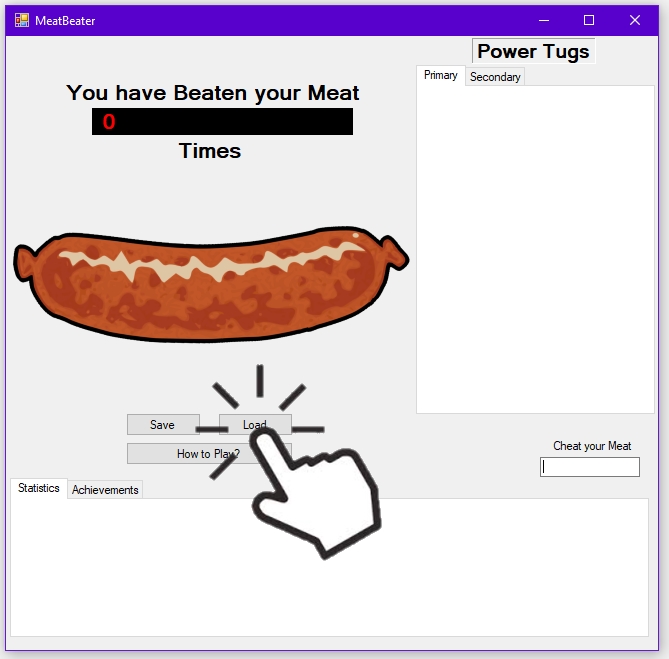 MeatBeater
Power Tugs
Primary
Secondary
You have Beaten your Meat
0
Times
Save
Load
How to Play?
Cheat your Meat
Statistics
Achievements